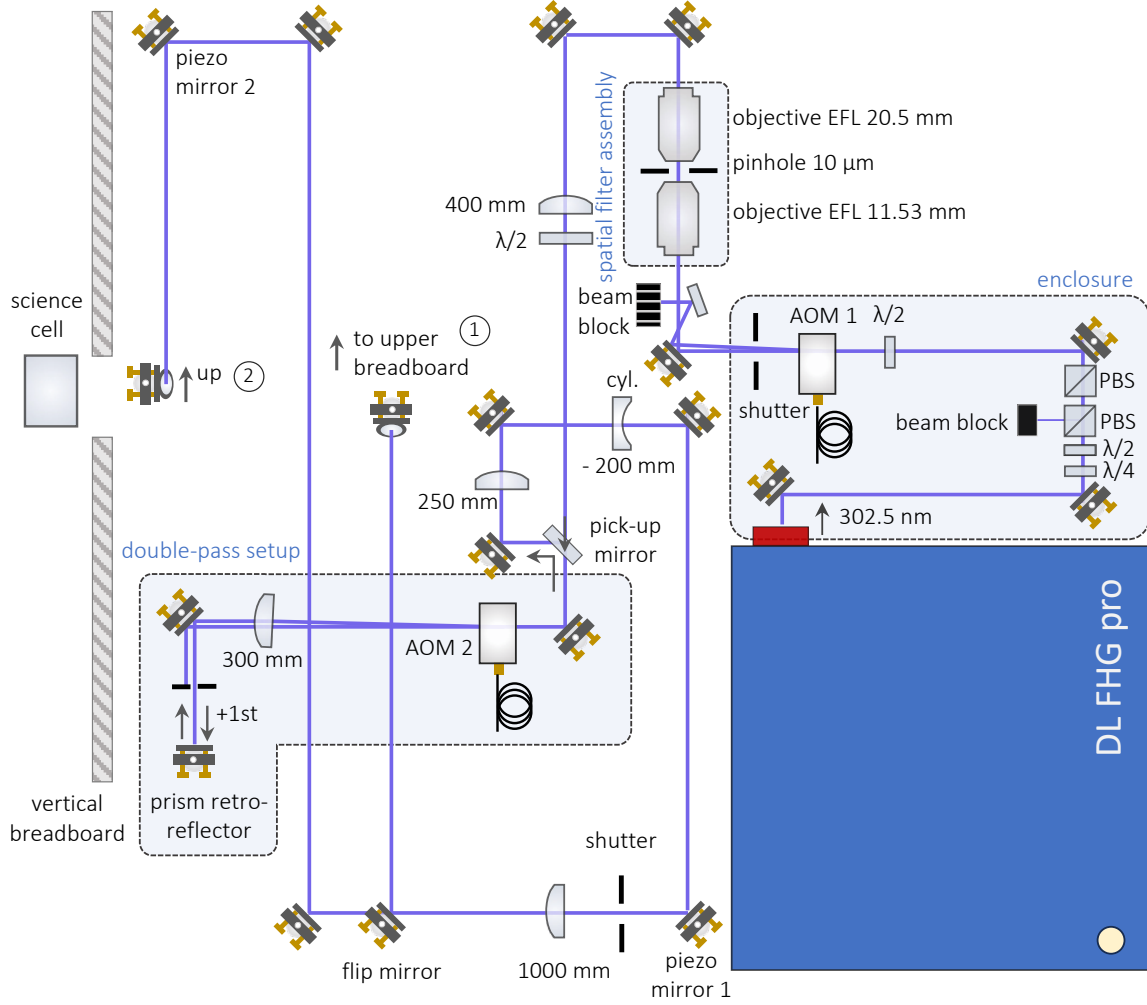 piezo
mirror 2
spatial filter assembly
objective EFL 20.5 mm
pinhole 10 µm
objective EFL 11.53 mm
400 mm
λ/2
enclosure
beam
block
AOM 1
λ/2
science
cell
to upper
breadboard
1
up
2
cyl.
shutter
PBS
beam block
PBS
λ/2
λ/4
- 200 mm
250 mm
302.5 nm
pick-up
mirror
double-pass setup
AOM 2
300 mm
+1st
DL FHG pro
vertical
breadboard
prism retro-
reflector
shutter
flip mirror
1000 mm
piezo
mirror 1